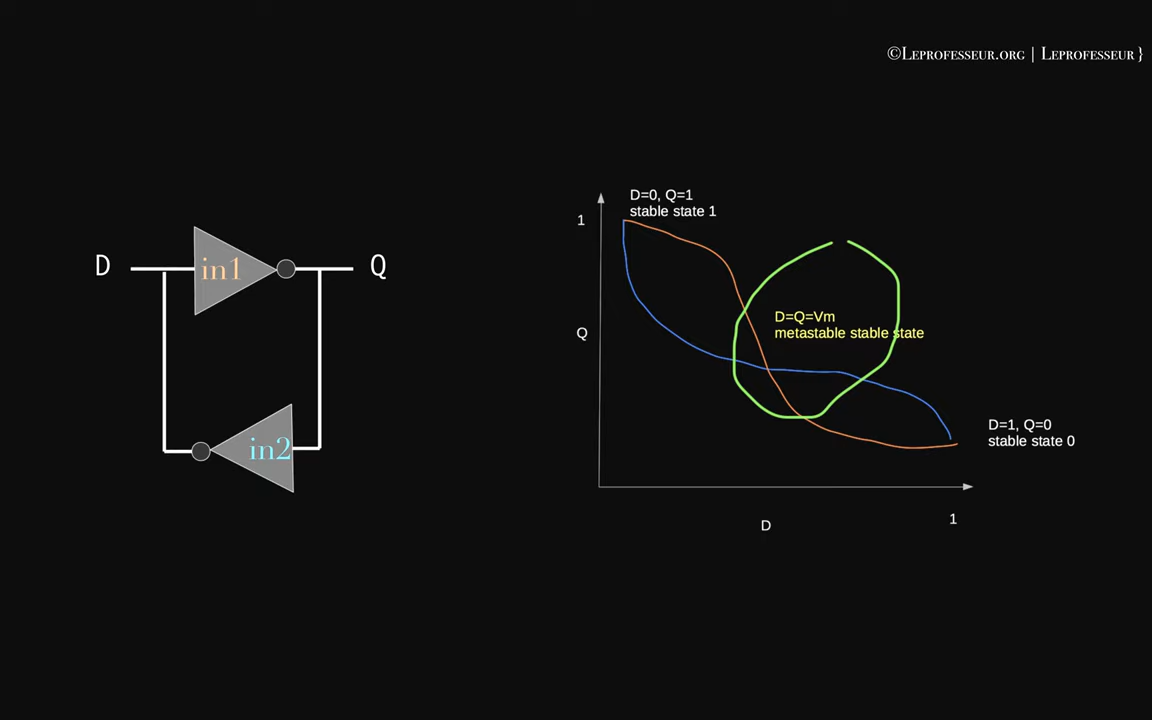 ©Leprofesseur.org | Leprofesseur }
D
in1
Q
in2
D=0, Q=1
stable state 1
1
Q
D=Q=Vm
metastable stable state
D=1, Q=0
stable state 0
1
D